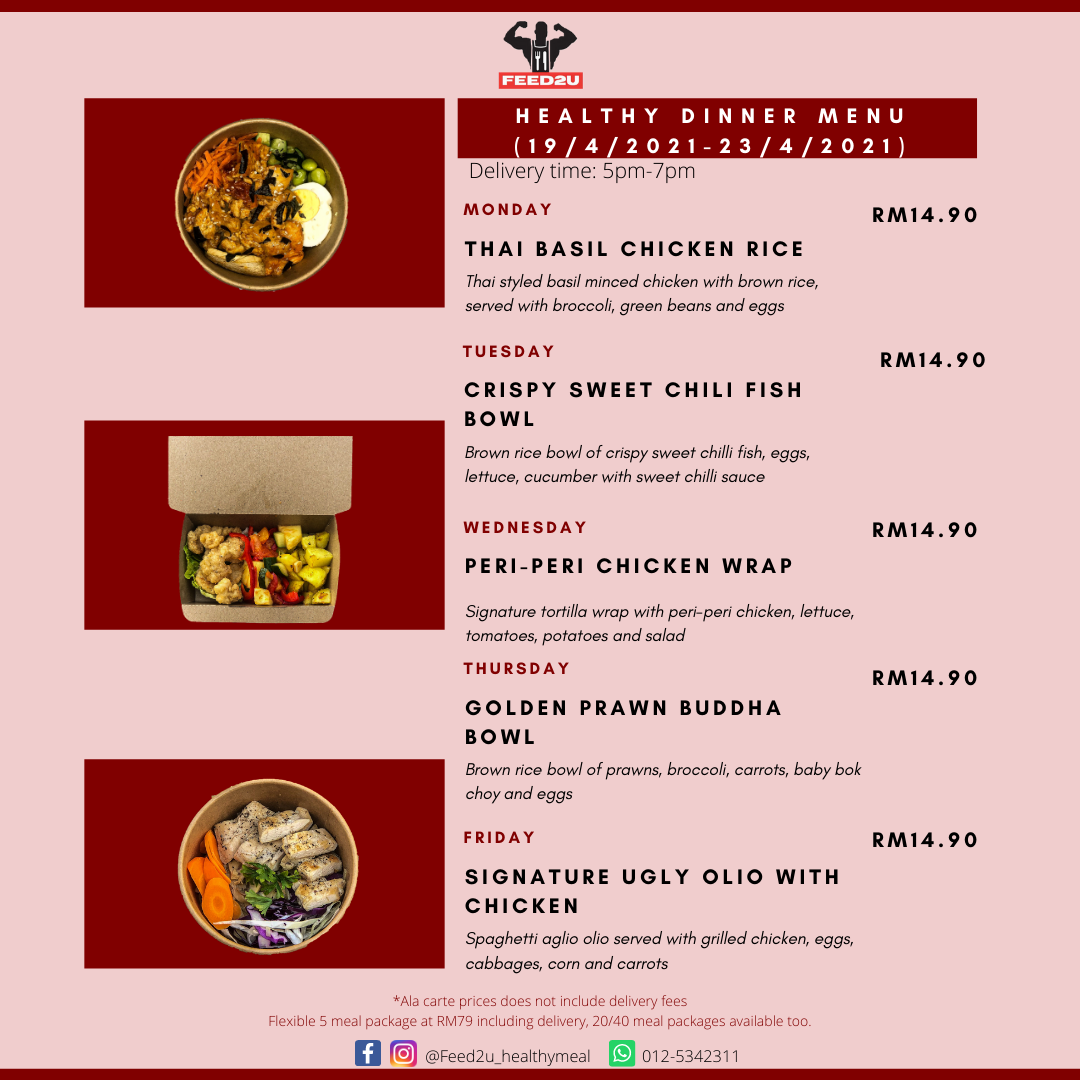 FEED2U
HEALTHY DINNER MENU
(19/4/2021-23/4/2021)
Delivery time: 5pm-7pm
MONDAY
RM14.90
THAI BASIL CHICKEN RICE
Thai styled basil minced chicken with brown rice,
served with broccoli, green beans and eggs
TUESDAY
RM14.90
CRISPY SWEET CHILI FISH
BOWL
Brown rice bowl of crispy sweet chilli fish, eggs,
lettuce, cucumber with sweet chilli sauce
WEDNESDAY
RM14.90
PERI-PERI CHICKEN WRAP
Signature tortilla wrap with peri-peri chicken, lettuce,
tomatoes, potatoes and salad
THURSDAY
RM14.90
GOLDEN PRAWN BUDDHA
BOWL
Brown rice bowl of prawns, broccoli, carrots, baby bok
choy and eggs
FRIDAY
RM14.90
SIGNATURE UGLY OLIO WITH
CHICKEN
Spaghetti aglio olio served with grilled chicken, eggs,
cabbages, corn and carrots
*Ala carte prices does not include delivery fees
Flexible 5 meal package at RM79 including delivery, 20/40 meal packages available too.
@Feed2u_healthymeal 012-5342311